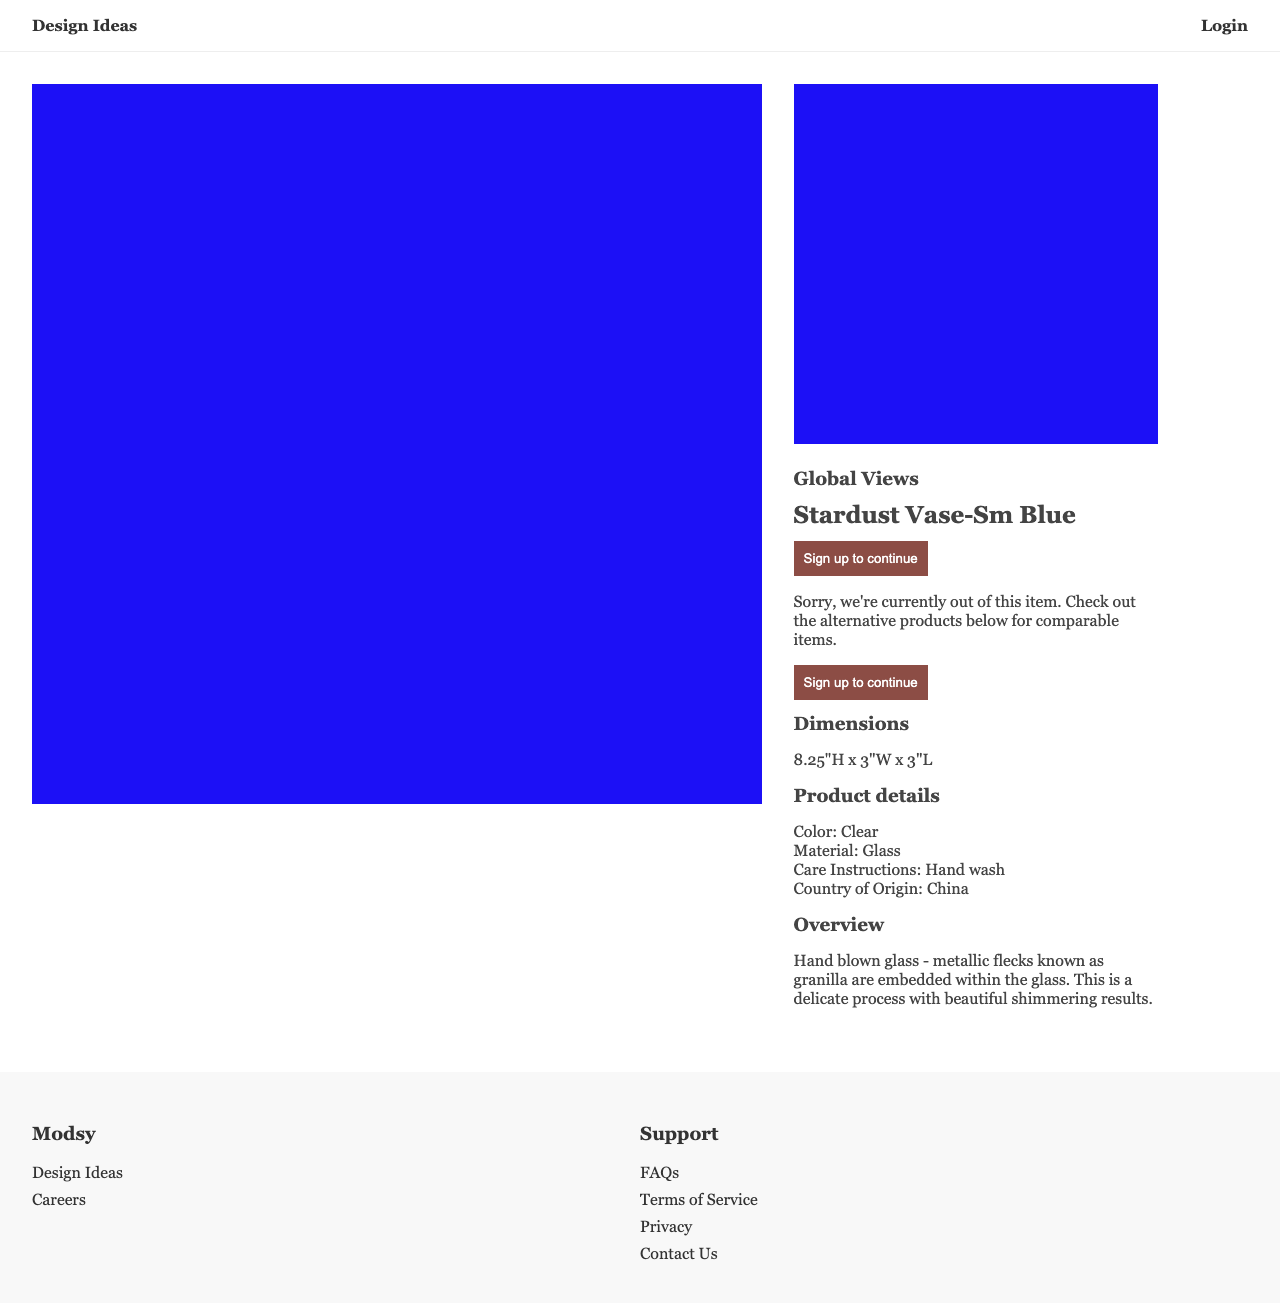 Design Ideas
Login
Global Views
Stardust Vase-Sm Blue
Sign up to continue
Sorry, we're currently out of this item. Check out
the alternative products below for comparable
items.
Sign up to continue
Dimensions
8.25"H x 3"W x 3"L
Product details
Color: Clear
Material: Glass
Care Instructions: Hand wash
Country of Origin: China
Overview
Hand blown glass - metallic flecks known as
granilla are embedded within the glass. This is a
delicate process with beautiful shimmering results.
Modsy
Design Ideas
Careers
Support
FAQs
Terms of Service
Privacy
Contact Us